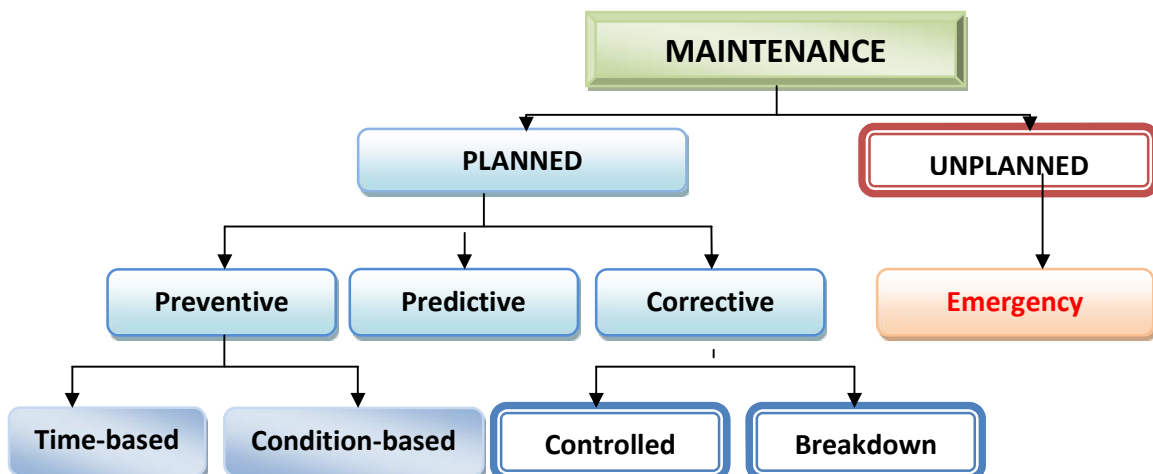 MAINTENANCE
PLANNED
UNPLANNED
Preventive
Predictive
Corrective
Emergency
Time-based
Condition-based
Controlled
Breakdown